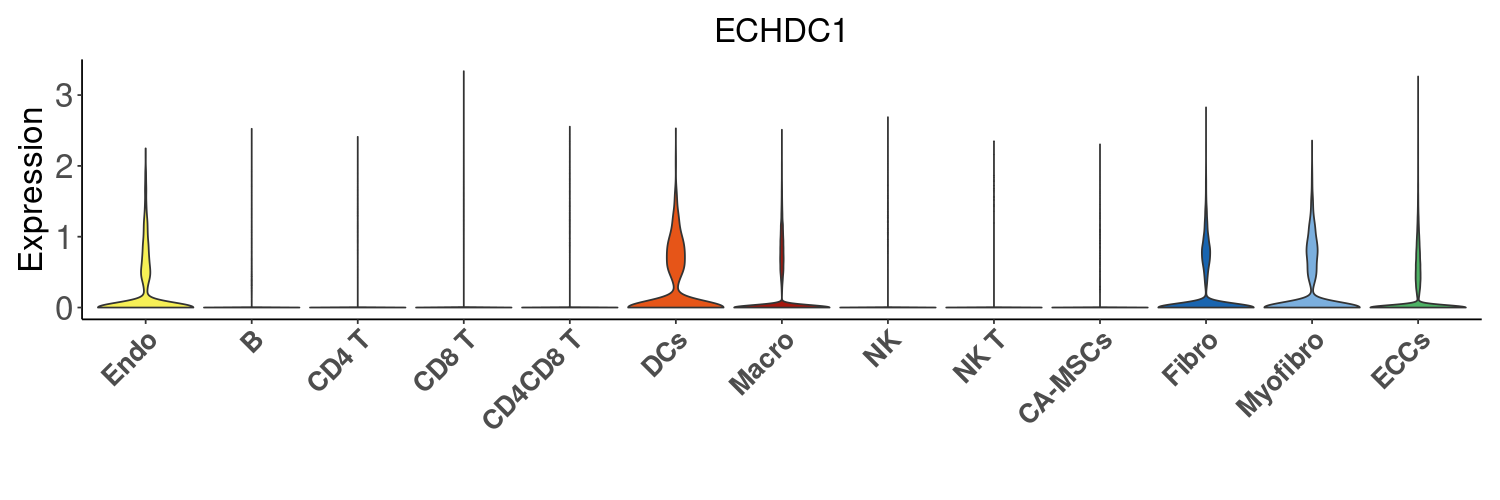 ECHDC1
Expression
3
2
1
0
Endo
B
CD4 T
CD8 T
CD4CD8 T
DCs
Macro
NK
NK T
CA-MSCs
Fibro
Myofibro
ECCs